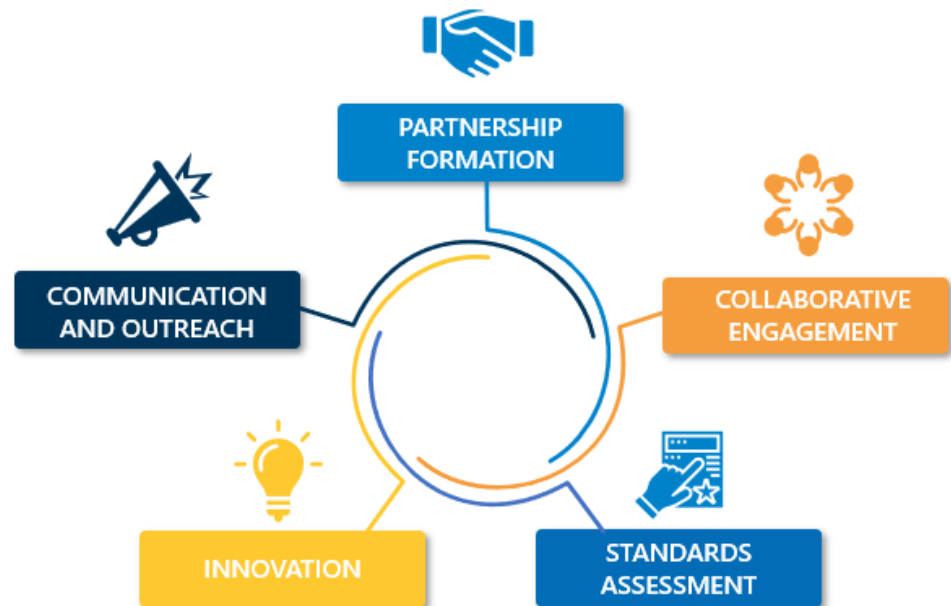 PARTNERSHIP
FORMATION
COMMUNICATION
AND OUTREACH
COLLABORATIVE
ENGAGEMENT
INNOVATION
STANDARDS
ASSESSMENT